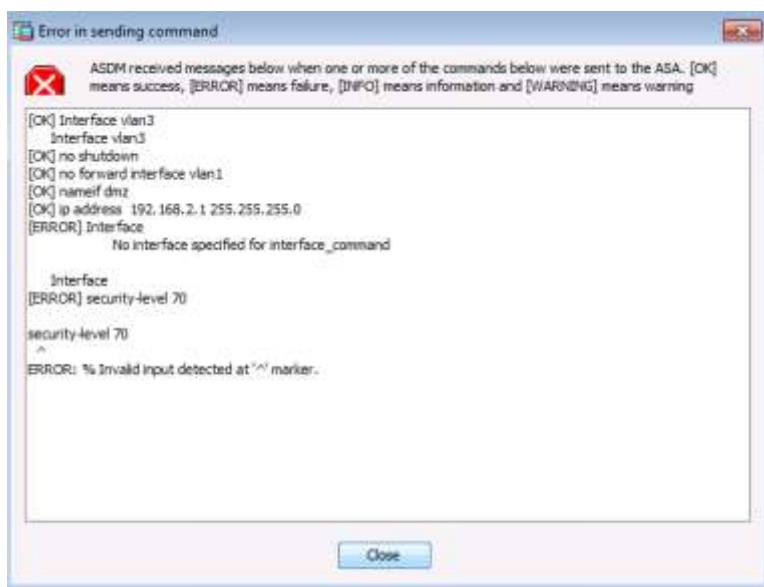 Error in sending command
ASDM received messages below when one or more of the commands below were sent to the ASA. [OK]
means success, [ERROR] means failure, [INFO] means information and [WARNING] means warning
[OK] Interface vlan3
Interface vlan3
[OK] no shutdown
[OK] no forward interface vlan1
[OK] nameif dmz
[OK] ip address 192.168.2.1 255.255.255.0
[ERROR] Interface
No interface specified for interface_command
Interface
[ERROR] security-level 70
security-level 70
^
ERROR: % Invalid input detected at '^' marker.
Close